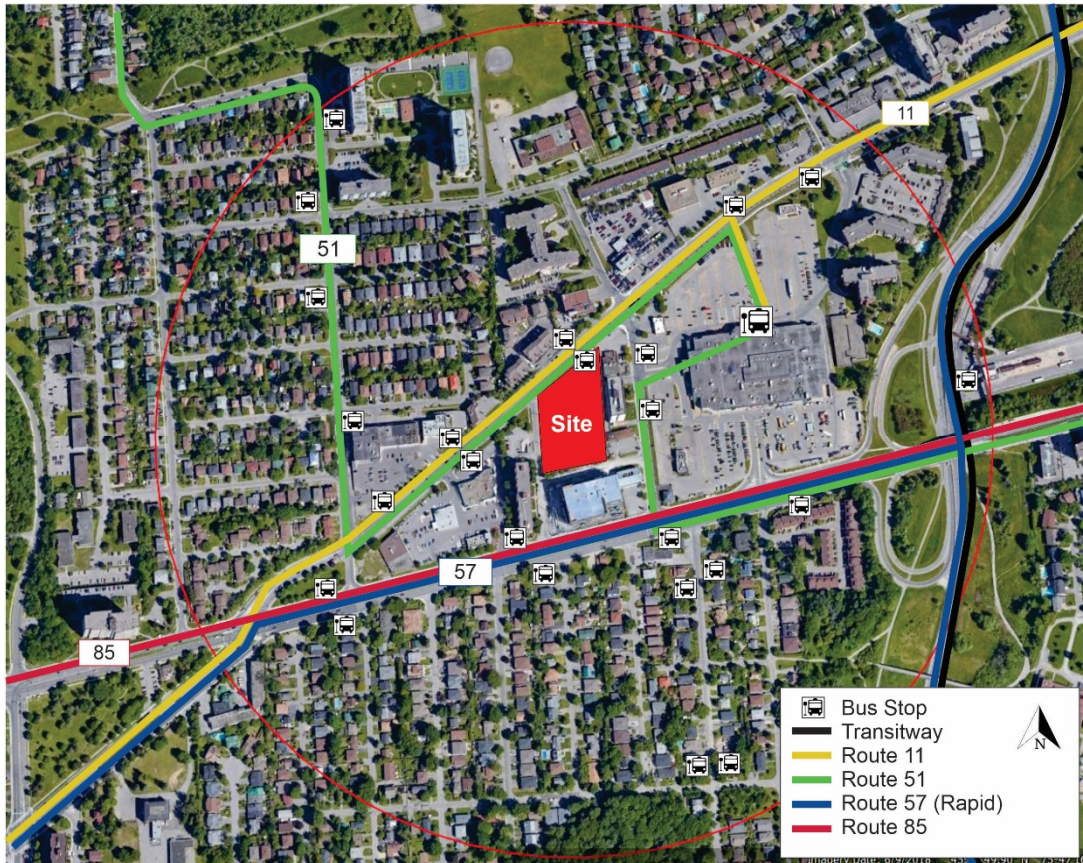 11
51
Site
57
85
Bus Stop
Transitway
Route 11
Route 51
Route 57 (Rapid)
Route 85
N